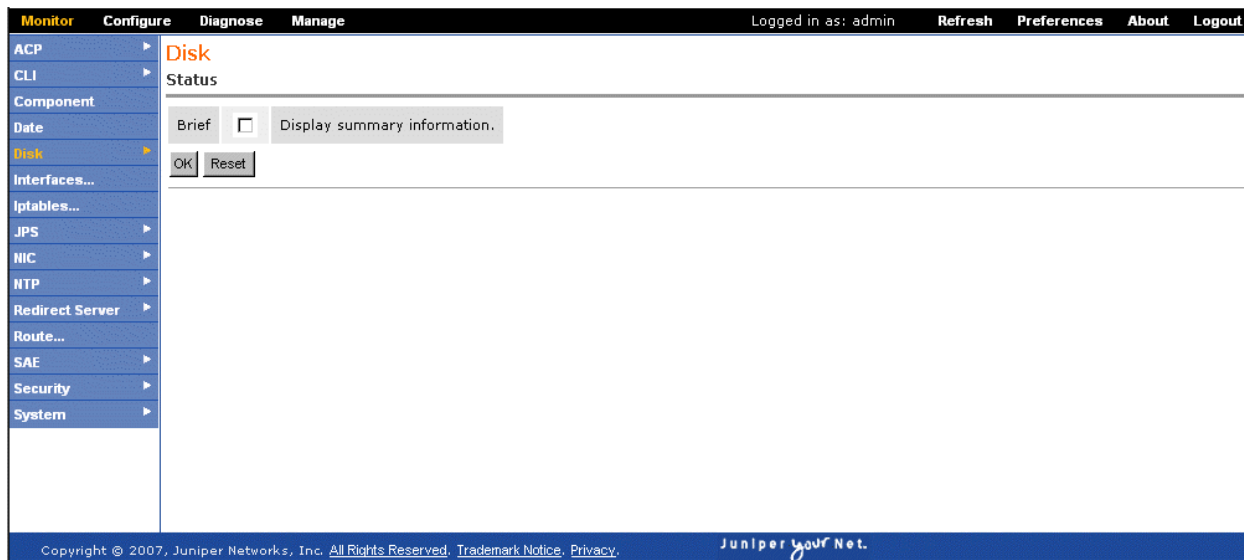 Monitor Configure Diagnose Manage Logged in as: admin Refresh Preferences About Logout
ACP
CLI
Component
Date
Disk
Interfaces...
Iptables...
JPS
NIC
NTP
Redirect Server
Route...
SAE
Security
System
Disk
Status
Brief Display summary information.
OK Reset
Copyright © 2007, Juniper Networks, Inc. All Rights Reserved. Trademark Notice. Privacy.
Juniper your Net.